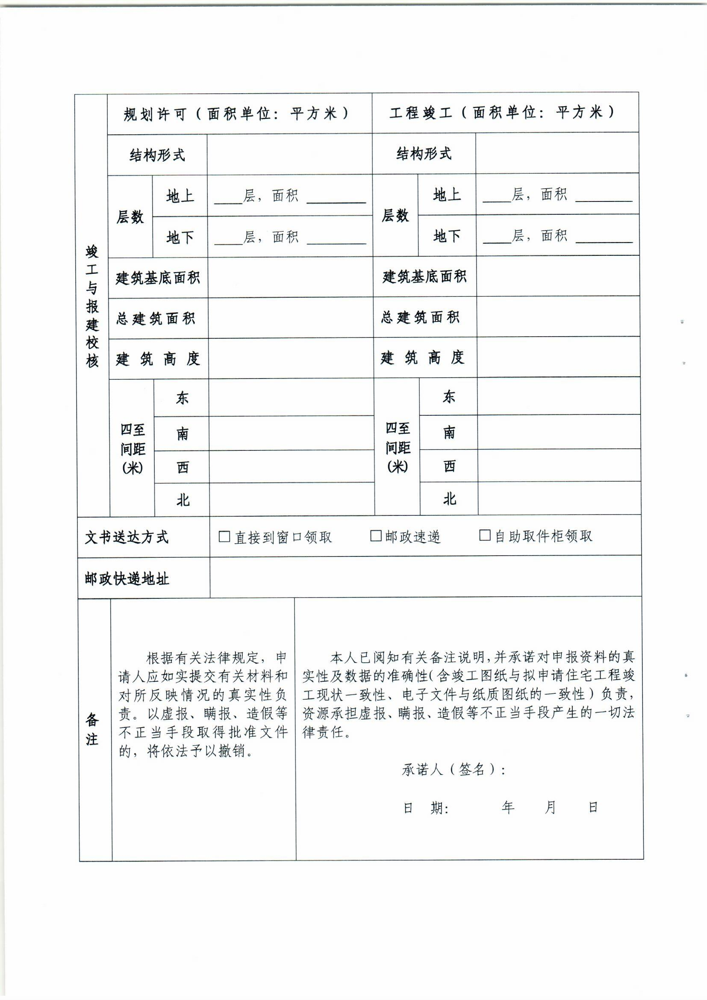 竣工与报建校核
规划许可（面积单位：平方米） 工程竣工（面积单位：平方米）
结构形式 结构形式
层数 地上 ____层，面积 ________ 层数 地上 ____层，面积 ________
地下 ____层，面积 ________ 地下 ____层，面积 ________
建筑基底面积 建筑基底面积
总建筑面积 总建筑面积
建筑高度 建筑高度
四至间距(米) 东 四至间距(米) 东
南 南
西 西
北 北
文书送达方式 □直接到窗口领取 □邮政速递 □自助取件柜领取
邮政快递地址
备注
根据有关法律规定，申
请人应如实提交有关材料和
对所反映情况的真实性负
责。以虚报、瞒报、造假等
不正当手段取得批准文件
的，将依法予以撤销。
本人已阅知有关备注说明,并承诺对申报资料的真
实性及数据的准确性(含竣工图纸与拟申请住宅工程竣
工现状一致性、电子文件与纸质图纸的一致性）负责，
资源承担虚报、瞒报、造假等不正当手段产生的一切法
律责任。
承诺人（签名）：
日 期: 年 月 日